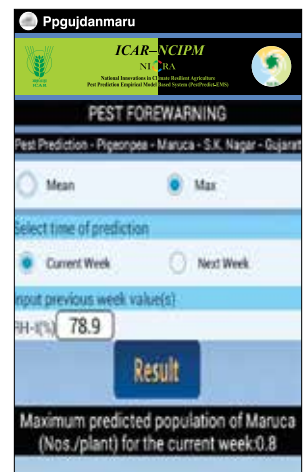 Ppgujdanmaru
ICAR–NCIPM
NICRA
National Innovations in Climate Resilient Agriculture
Pest Prediction Empirical Model Based System (PestPredict-EMS)
PEST FOREWARNING
Pest Prediction - Pigeonpea - Maruca - S.K. Nagar - Gujarat
Mean
Max
Select time of prediction
Current Week
Next Week
Input previous week value(s)
RH-I(%)
78.9
Result
Maximum predicted population of Maruca
(Nos./plant) for the current week:0.8